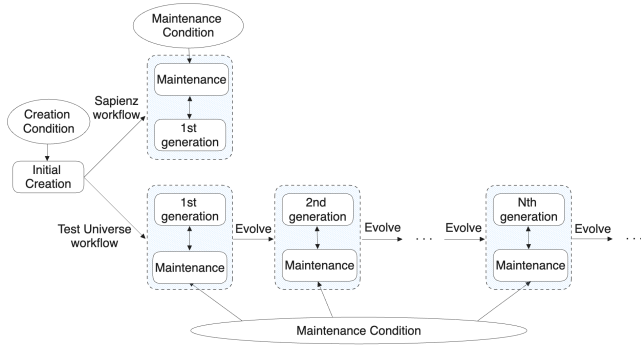 Maintenance
Condition
Maintenance
Sapienz
workflow
Creation
Condition
1st
generation
Initial
Creation
Test Universe
workflow
1st
generation
Maintenance
Evolve
2nd
generation
Maintenance
Evolve
. . .
Evolve
Nth
generation
Maintenance
Evolve
. . .
Maintenance Condition